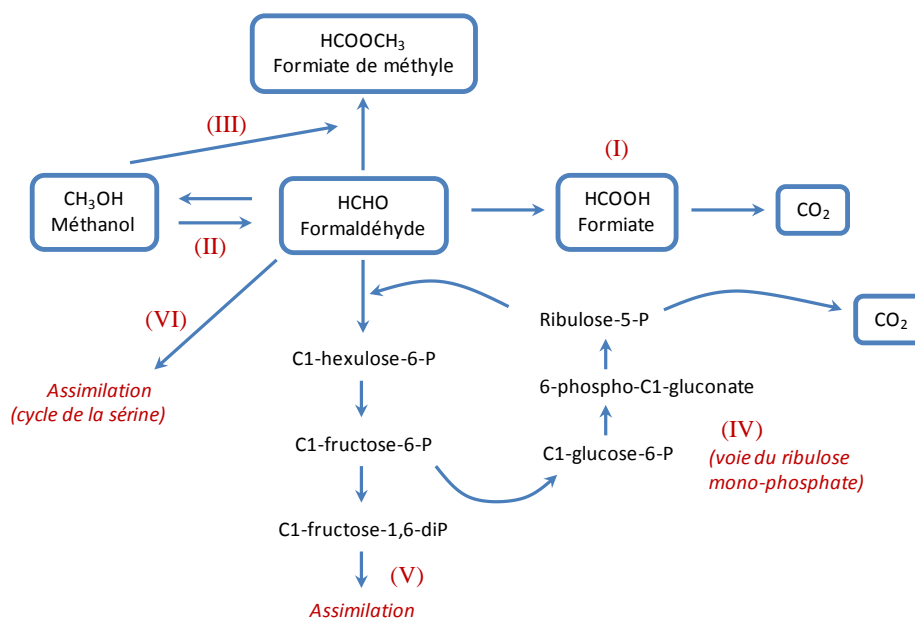 HCOOCH₃
Formiate de méthyle
(III)
(I)
CH₃OH
Méthanol
HCHO
Formaldéhyde
HCOOH
Formiate
CO₂
(II)
(VI)
Ribulose-5-P
CO₂
C1-hexulose-6-P
6-phospho-C1-gluconate
Assimilation
(cycle de la sérine)
C1-fructose-6-P
C1-glucose-6-P
(IV)
(voie du ribulose
mono-phosphate)
C1-fructose-1,6-diP
(V)
Assimilation